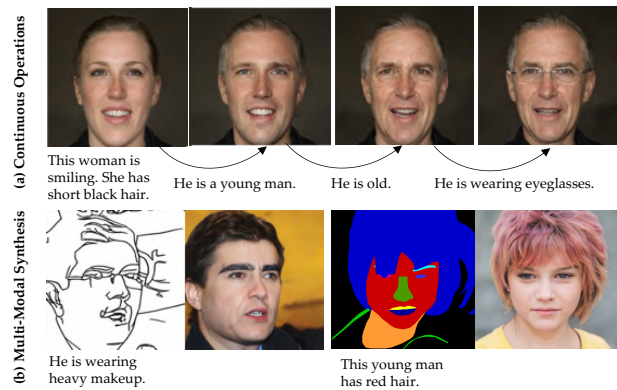 (a) Continuous Operations
This woman is
smiling. She has
short black hair.
He is a young man.
He is old.
He is wearing eyeglasses.
(b) Multi-Modal Synthesis
He is wearing
heavy makeup.
This young man
has red hair.